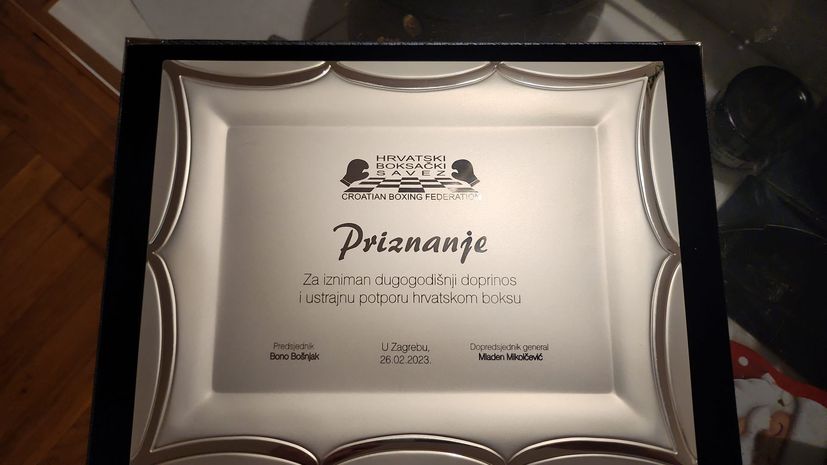 HRVATSKI
BOKSAČKI
SAVEZ
CROATIAN BOXING FEDERATION
Priznanje
Za izniman dugogodišnji doprinos
i ustrajnu potporu hrvatskom boksu
Predsjednik
Bono Bošnjak
U Zagrebu,
26.02.2023.
Dopredsjednik general
Mladen Mikolčević